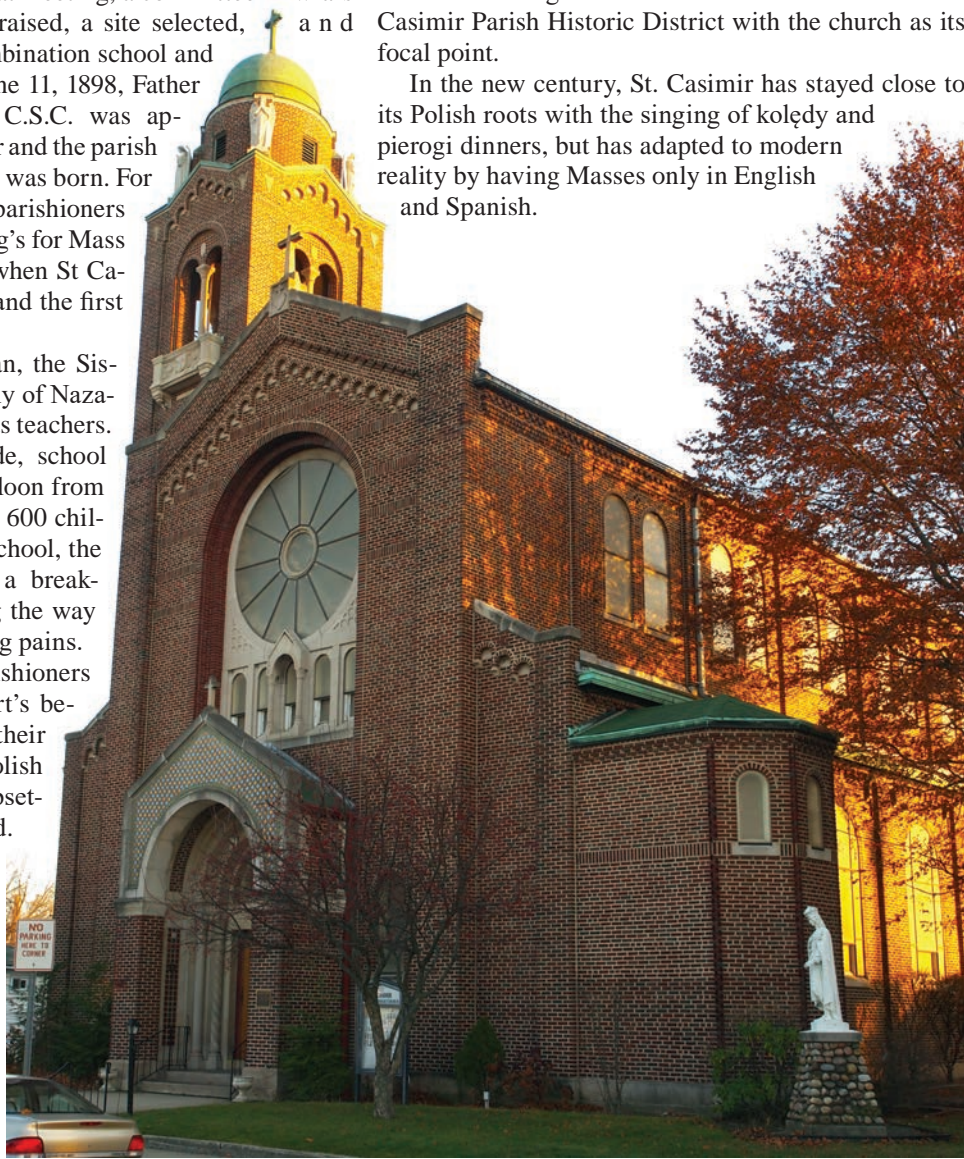 raised, a site selected, and
bination school and
ne 11, 1898, Father
C.S.C. was ap-
r and the parish
was born. For
parishioners
g's for Mass
when St Ca-
and the first
an, the Sis-
ly of Naza-
s teachers.
de, school
loon from
600 chil-
chool, the
a break-
g the way
ng pains.
shioners
rt's be-
their
olish
pset-
d.
Casimir Parish Historic District with the church as its
focal point.
In the new century, St. Casimir has stayed close to
its Polish roots with the singing of kolędy and
pierogi dinners, but has adapted to modern
reality by having Masses only in English
and Spanish.
NO
PARKING
HERE TO
CORNER